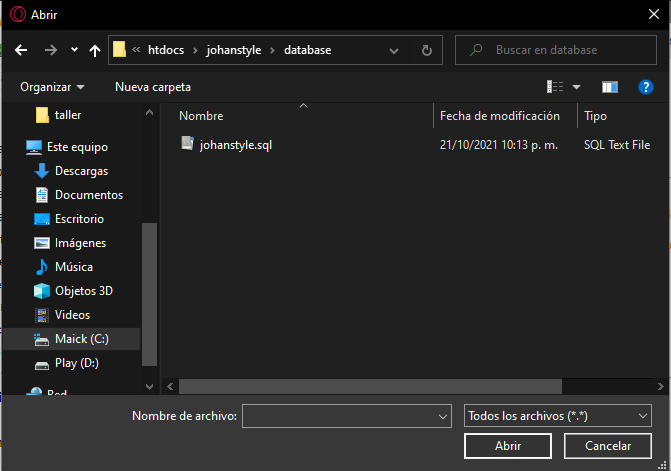 Abrir
htdocs
johanstyle
database
Buscar en database
Organizar
Nueva carpeta
Nombre
Fecha de modificación
Tipo
johanstyle.sql
21/10/2021 10:13 p. m.
SQL Text File
taller
Este equipo
Descargas
Documentos
Escritorio
Imágenes
Música
Objetos 3D
Videos
Maick (C:)
Play (D:)
Red
Nombre de archivo:
Todos los archivos (*.*)
Abrir
Cancelar